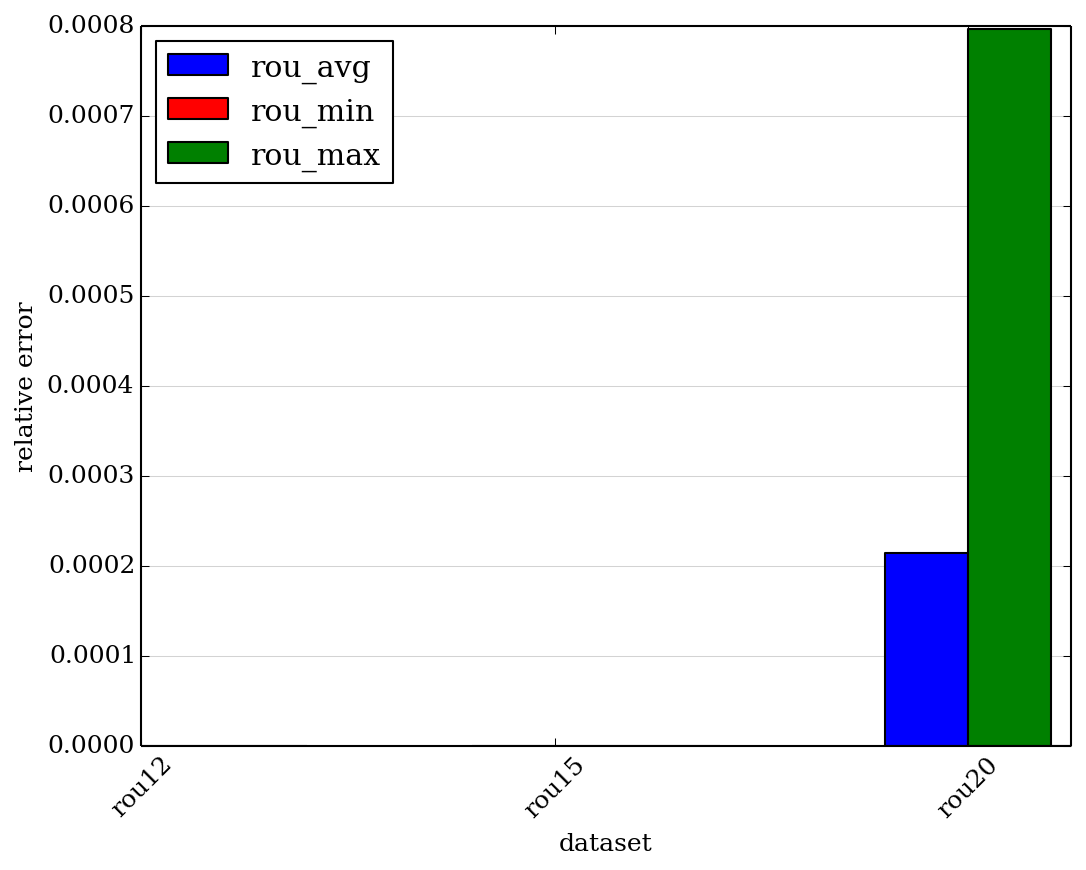 0.0008
0.0007
0.0006
0.0005
0.0004
0.0003
0.0002
0.0001
0.0000
relative error
rou_avg
rou_min
rou_max
rou12
rou15
rou20
dataset